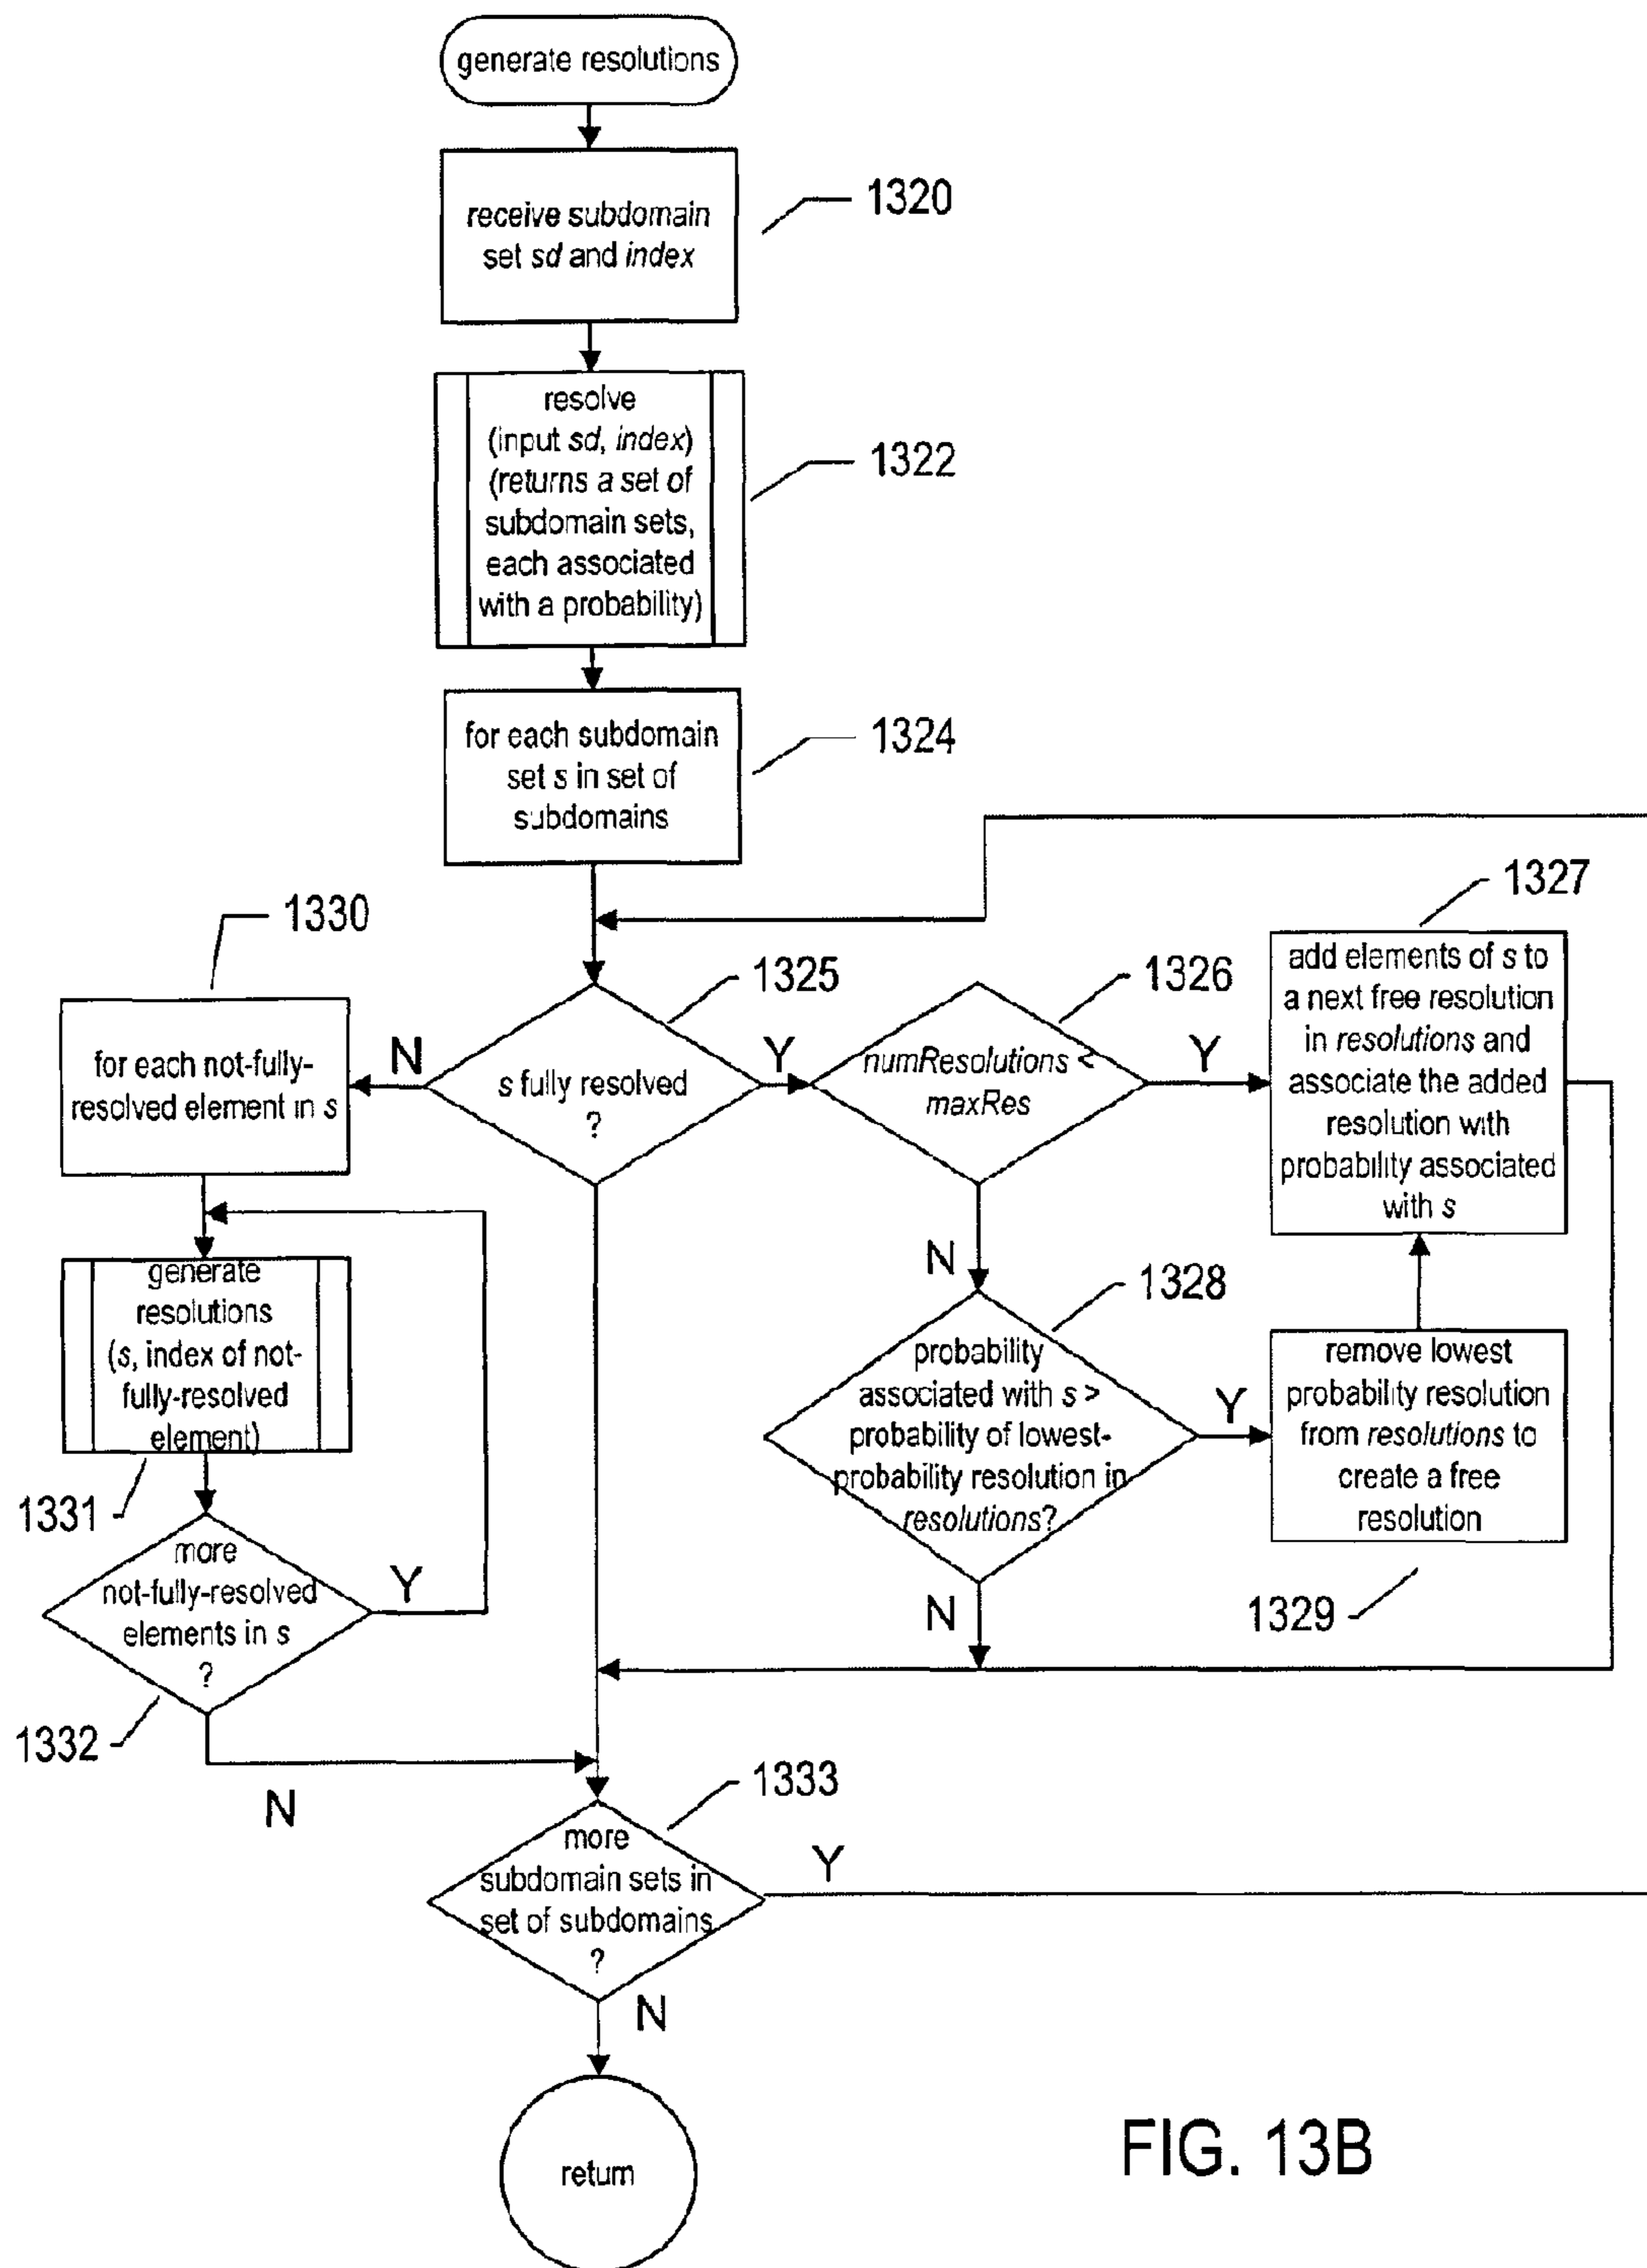 generate resolutions
receive subdomain
set sd and index
1320
resolve
(input sd, index)
(returns a set of
subdomain sets,
each associated
with a probability)
1322
for each subdomain
set s in set of
subdomains
1324
1330
for each not-fully-
resolved element in s
N
s fully resolved
?
1325
Y
numResolutions <
maxRes
1326
Y
1327
add elements of s to
a next free resolution
in resolutions and
associate the added
resolution with
probability associated
with s
generate
resolutions
(s, index of not-
fully-resolved
element)
1331
N
1328
probability
associated with s >
probability of lowest-
probability resolution in
resolutions?
Y
remove lowest
probability resolution
from resolutions to
create a free
resolution
1329
more
not-fully-resolved
elements in s
?
Y
1332
N
N
1333
more
subdomain sets in
set of subdomains
?
Y
N
return
FIG. 13B